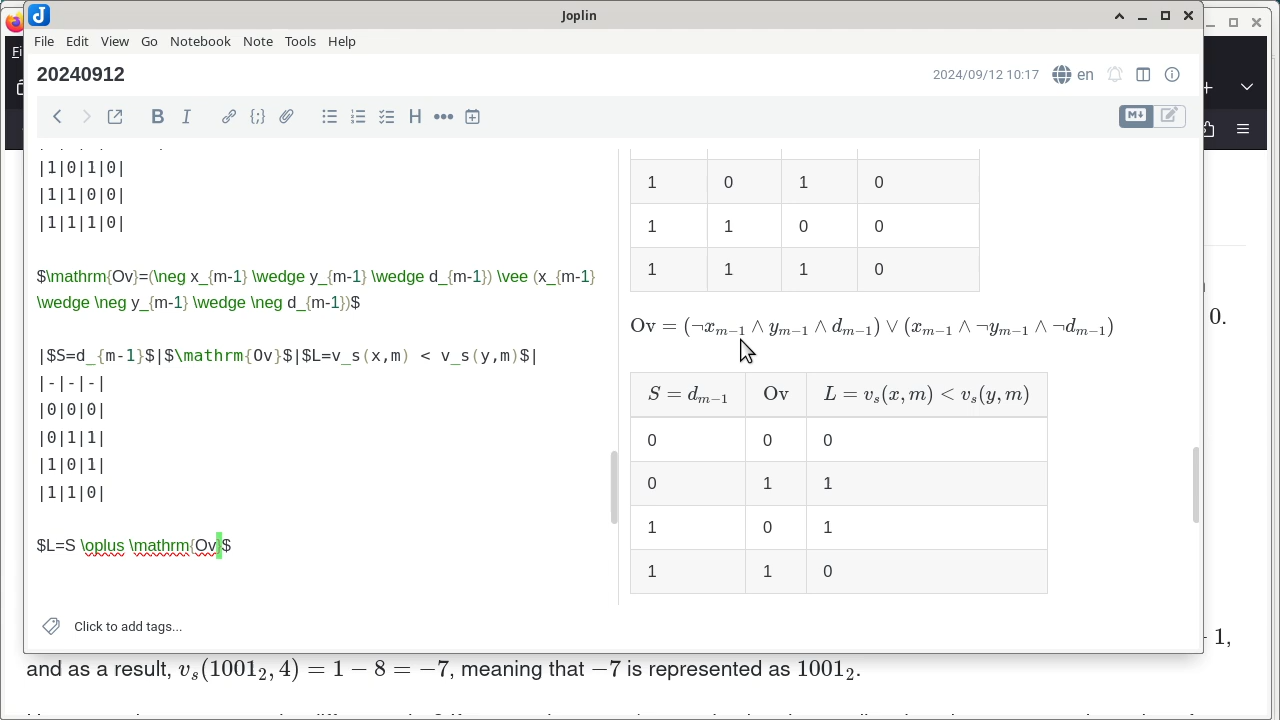 Joplin
File Edit View Go Notebook Note Tools Help
20240912
2024/09/12 10:17 en
|1|0|1|0|
|1|1|0|0|
|1|1|1|0|
$\mathrm{Ov}=(\neg x_{m-1} \wedge y_{m-1} \wedge d_{m-1}) \vee (x_{m-1}
\wedge \neg y_{m-1} \wedge \neg d_{m-1})$
|$S=d_{m-1}$|$\mathrm{Ov}$|$L=v_s(x,m) < v_s(y,m)$|
|-|-|-|
|0|0|0|
|0|1|1|
|1|0|1|
|1|1|0|
$L=S \oplus \mathrm{Ov}$
1 0 1 0
1 1 0 0
1 1 1 0
Ov = (¬x_{m−1} ∧ y_{m−1} ∧ d_{m−1}) ∨ (x_{m−1} ∧ ¬y_{m−1} ∧ ¬d_{m−1})
S = d_{m−1} Ov L = v_s(x, m) < v_s(y, m)
0 0 0
0 1 1
1 0 1
1 1 0
Click to add tags...
0.
1,
and as a result, v_s(1001₂, 4) = 1 − 8 = −7, meaning that −7 is represented as 1001₂.